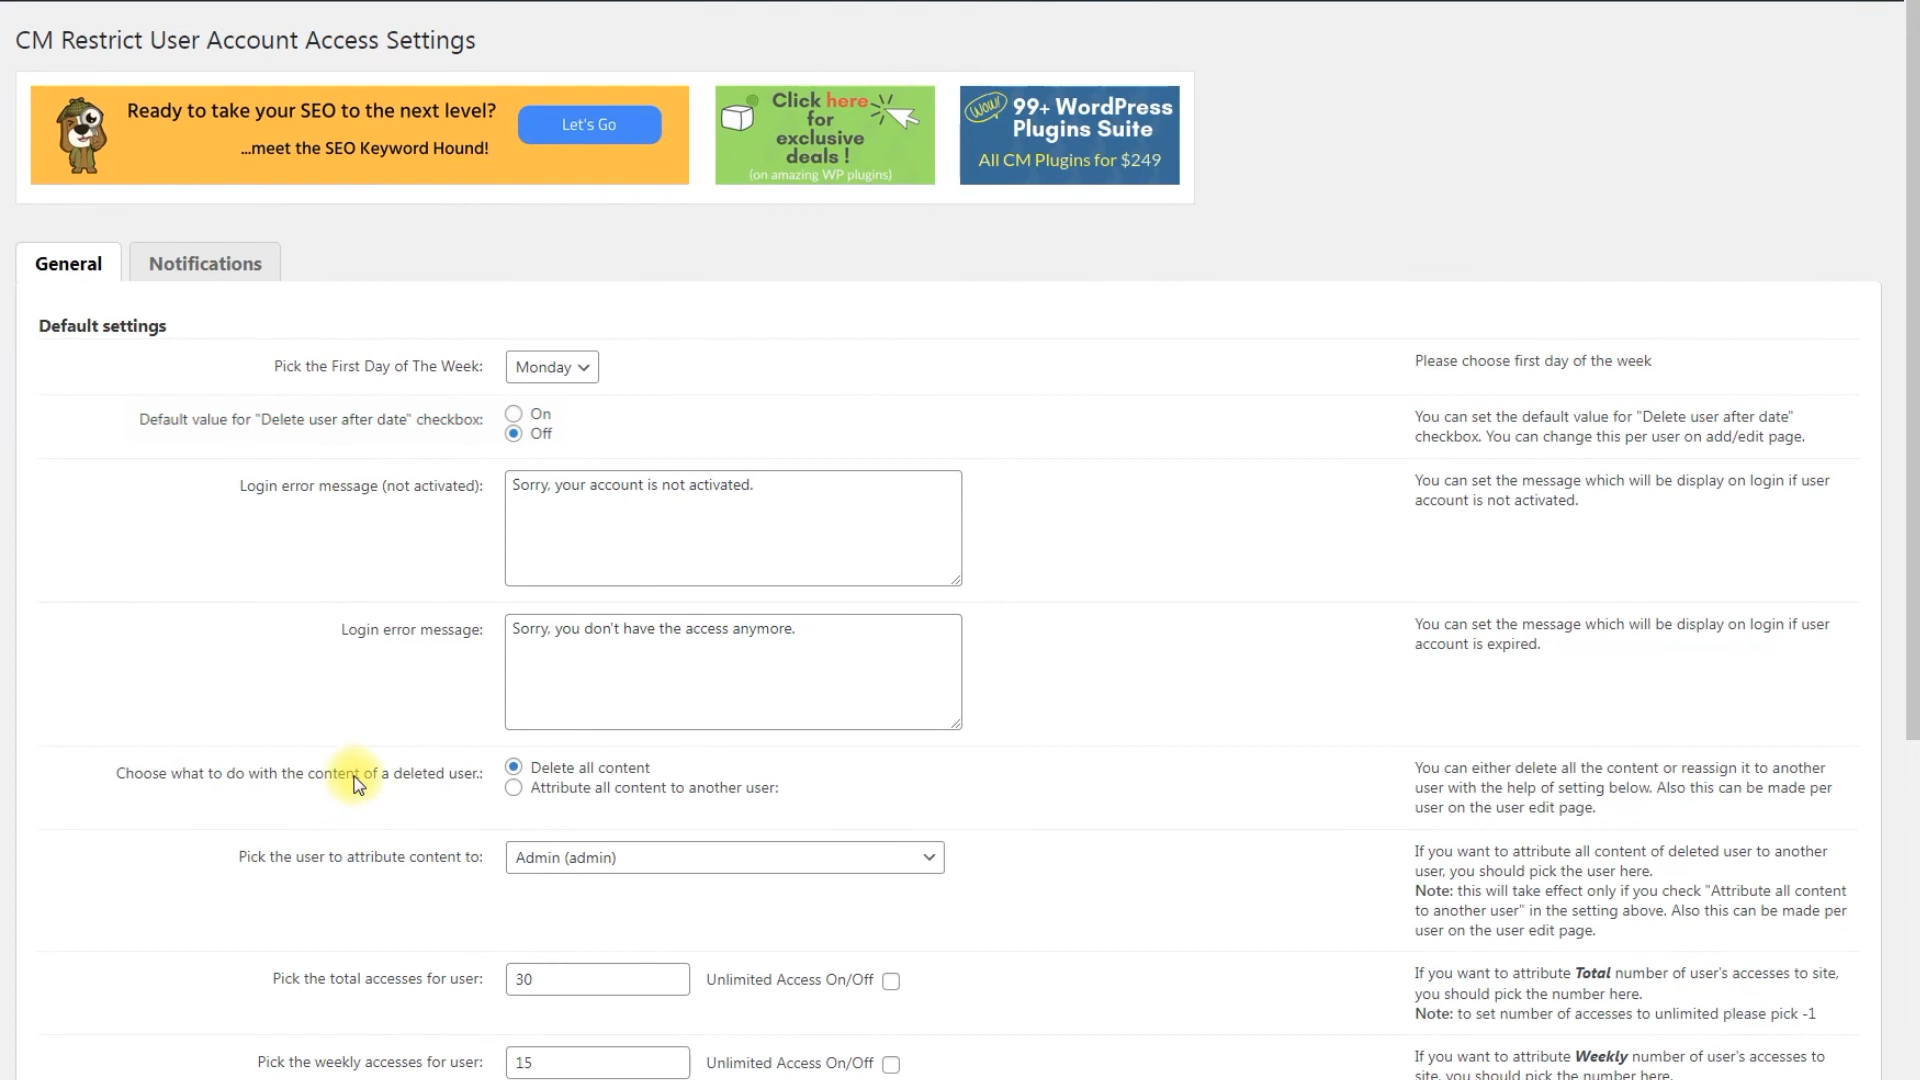 CM Restrict User Account Access Settings
Ready to take your SEO to the next level?
...meet the SEO Keyword Hound!
Let's Go
Click here
for
exclusive
deals !
(on amazing WP plugins)
Wow!
99+ WordPress
Plugins Suite
All CM Plugins for $249
General
Notifications
Default settings
Pick the First Day of The Week:
Monday
Please choose first day of the week
Default value for "Delete user after date" checkbox:
On
Off
You can set the default value for "Delete user after date"
checkbox. You can change this per user on add/edit page.
Login error message (not activated):
Sorry, your account is not activated.
You can set the message which will be display on login if user
account is not activated.
Login error message:
Sorry, you don't have the access anymore.
You can set the message which will be display on login if user
account is expired.
Choose what to do with the content of a deleted user.:
Delete all content
Attribute all content to another user:
You can either delete all the content or reassign it to another
user with the help of setting below. Also this can be made per
user on the user edit page.
Pick the user to attribute content to:
Admin (admin)
If you want to attribute all content of deleted user to another
user, you should pick the user here.
Note: this will take effect only if you check "Attribute all content
to another user" in the setting above. Also this can be made per
user on the user edit page.
Pick the total accesses for user:
30
Unlimited Access On/Off
If you want to attribute Total number of user's accesses to site,
you should pick the number here.
Note: to set number of accesses to unlimited please pick -1
Pick the weekly accesses for user:
15
Unlimited Access On/Off
If you want to attribute Weekly number of user's accesses to
site, you should pick the number here.